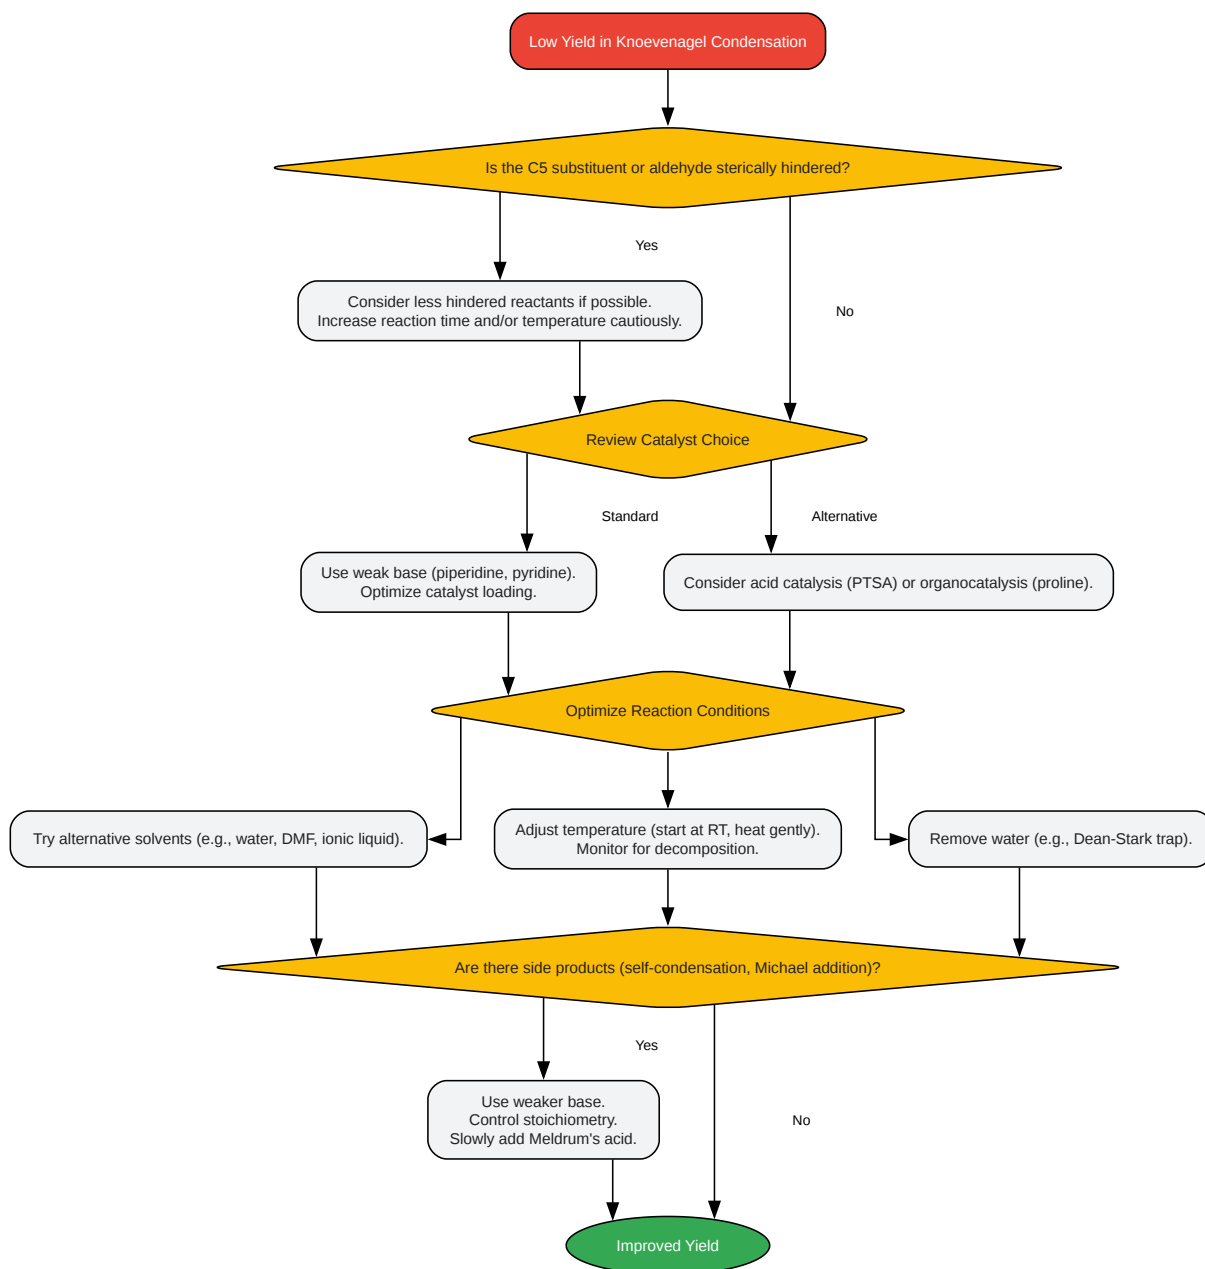 Low Yield in Knoevenagel Condensation
Is the C5 substituent or aldehyde sterically hindered?
Yes
Consider less hindered reactants if possible.
Increase reaction time and/or temperature cautiously.
No
Review Catalyst Choice
Standard
Alternative
Use weak base (piperidine, pyridine).
Optimize catalyst loading.
Consider acid catalysis (PTSA) or organocatalysis (proline).
Optimize Reaction Conditions
Try alternative solvents (e.g., water, DMF, ionic liquid).
Adjust temperature (start at RT, heat gently).
Monitor for decomposition.
Remove water (e.g., Dean-Stark trap).
Are there side products (self-condensation, Michael addition)?
Yes
Use weaker base.
Control stoichiometry.
Slowly add Meldrum's acid.
No
Improved Yield